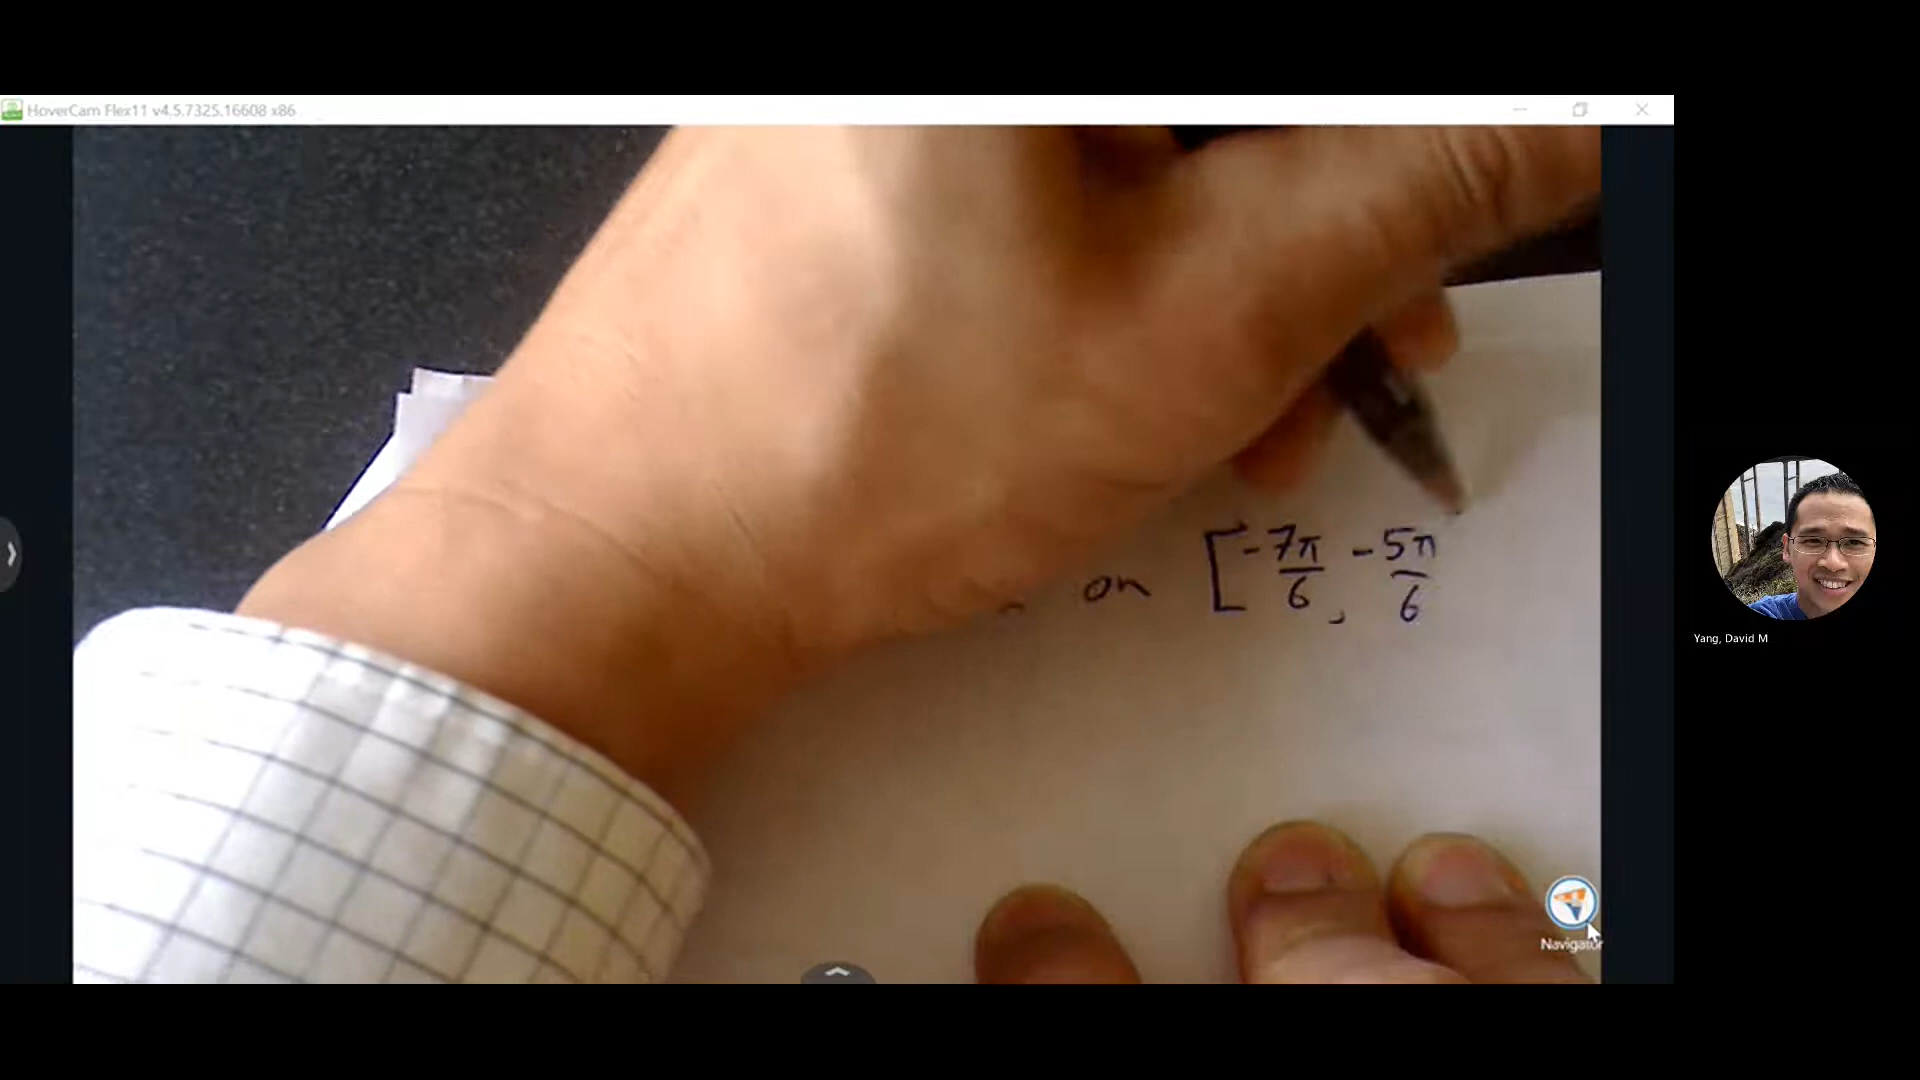 HoverCam Flex11 v4.5.7325.16608 x86
on [-7π/6, -5π/6
Yang, David M
Navigator